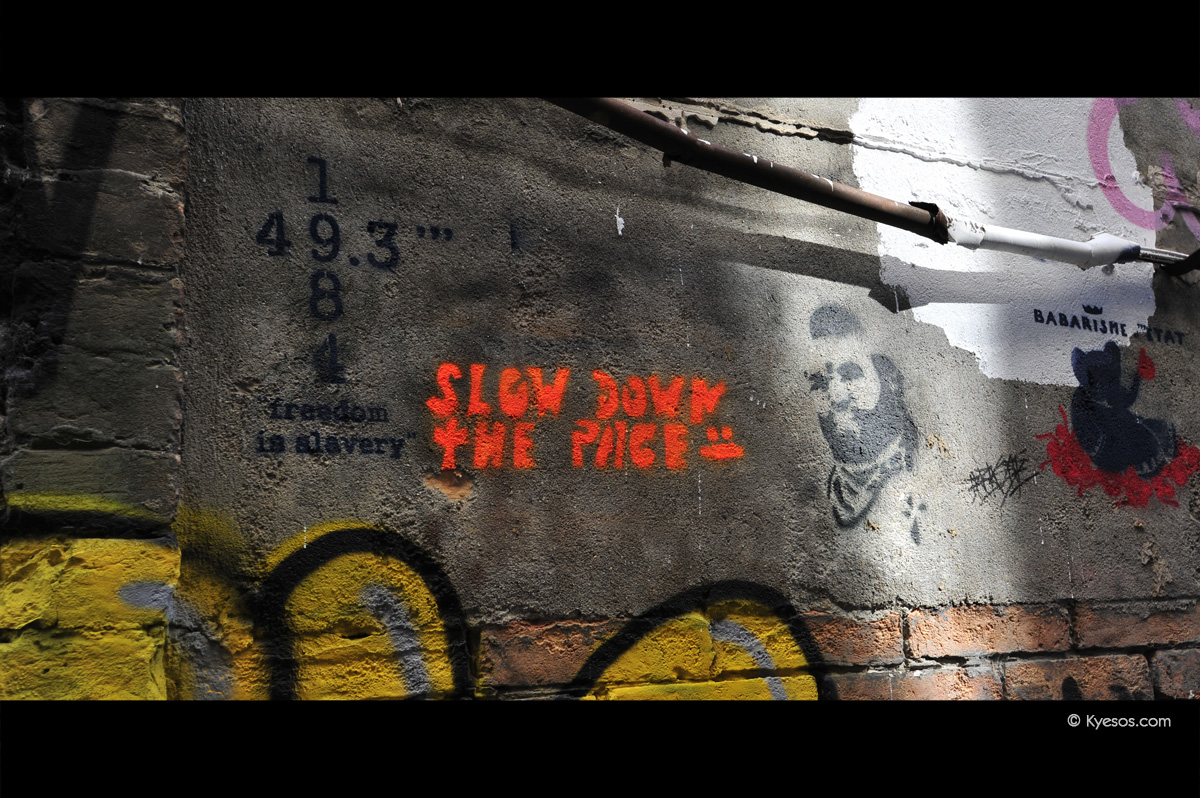 1
49.3'''
8
4
"freedom
is slavery"
SLOW DOWN
THE PACE
BABARISHE
© Kyesos.com